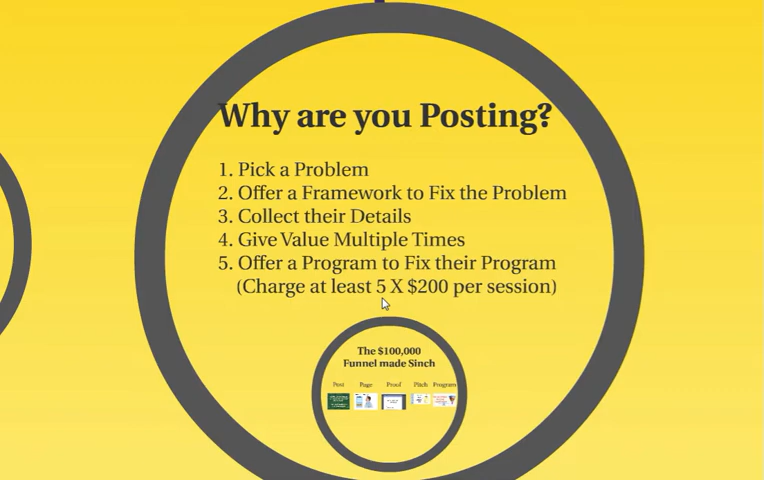 Why are you Posting?
1. Pick a Problem
2. Offer a Framework to Fix the Problem
3. Collect their Details
4. Give Value Multiple Times
5. Offer a Program to Fix their Program
(Charge at least 5 X $200 per session)
The $100,000
Funnel made Sinch
Post Page Proof Pitch Program